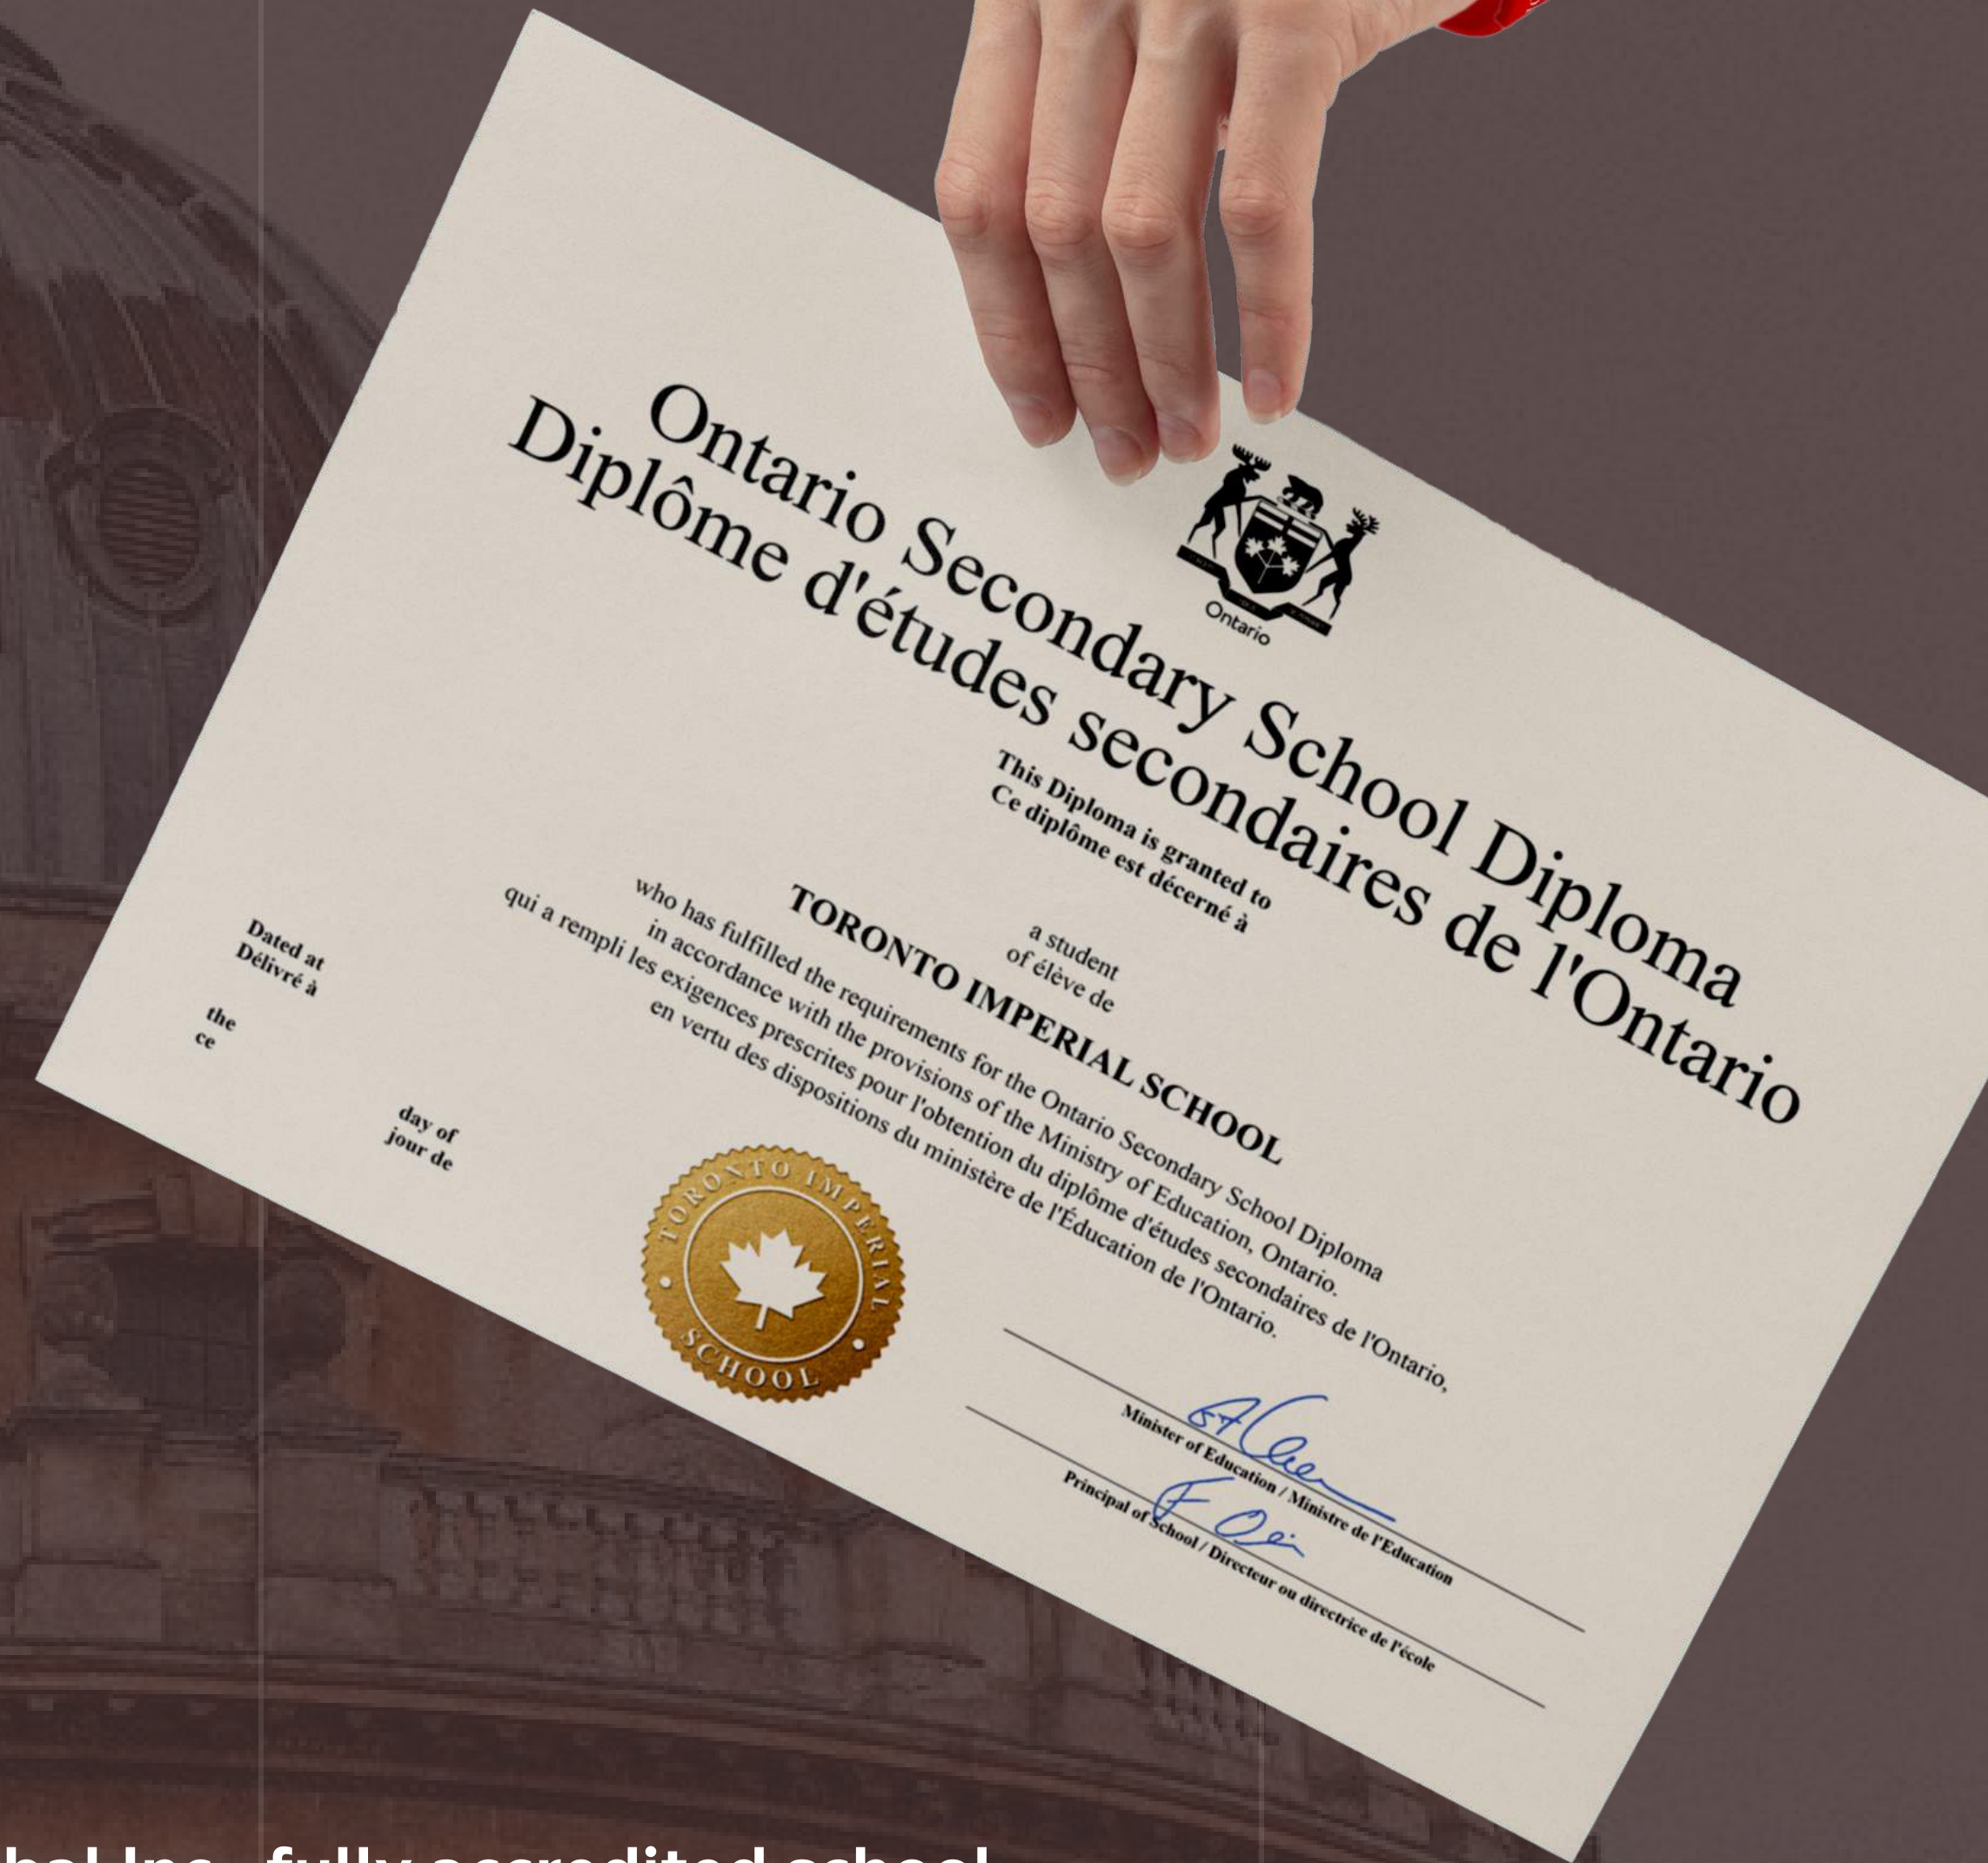 Ontario
Ontario Secondary School Diploma
Diplôme d'études secondaires de l'Ontario
This Diploma is granted to
Ce diplôme est décerné à
a student
of élève de
TORONTO IMPERIAL SCHOOL
who has fulfilled the requirements for the Ontario Secondary School Diploma
in accordance with the provisions of the Ministry of Education, Ontario.
qui a rempli les exigences prescrites pour l'obtention du diplôme d'études secondaires de l'Ontario,
en vertu des dispositions du ministère de l'Éducation de l'Ontario.
Dated at
Délivré à
the
ce
day of
jour de
TORONTO IMPERIAL
SCHOOL
Minister of Education / Ministre de l'Education
Principal of School / Directeur ou directrice de l'école
Inc. fully accredited school